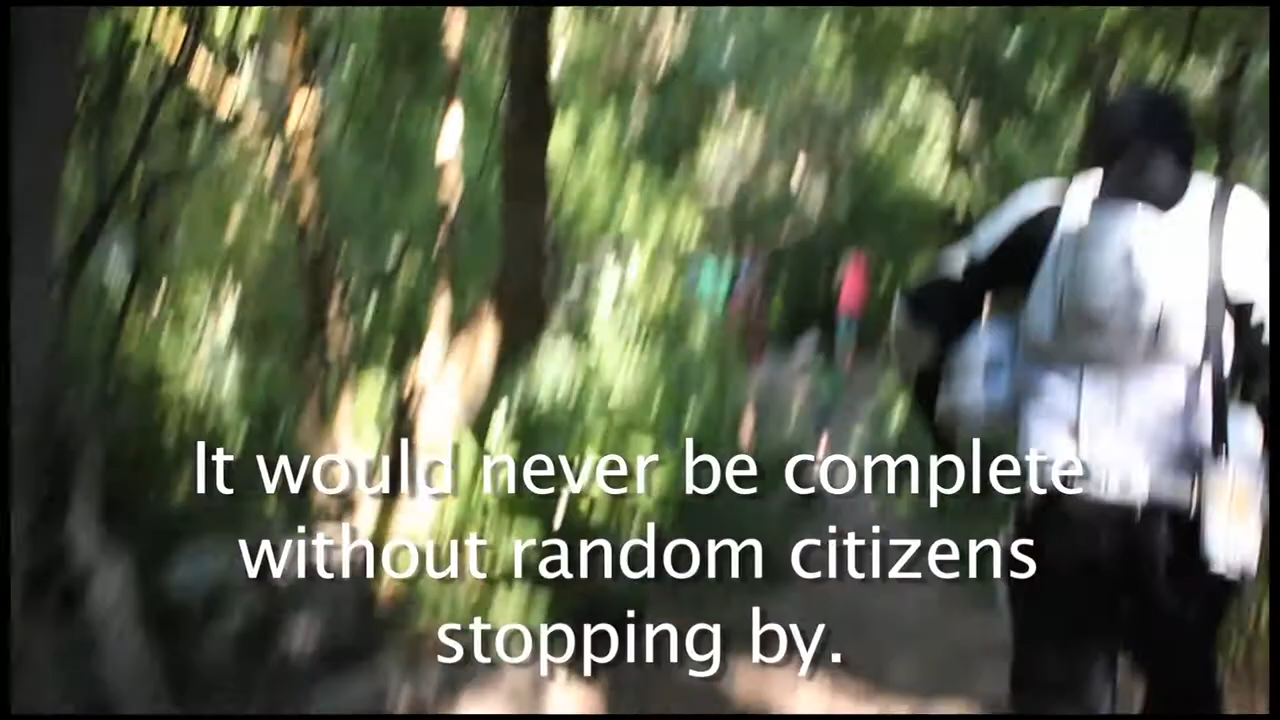 It would never be complete
without random citizens
stopping by.